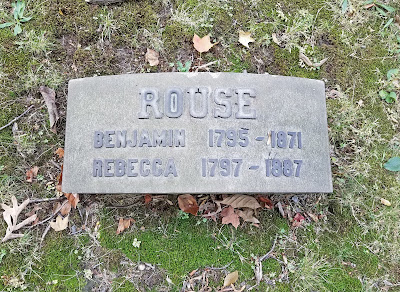 ROUSE
BENJAMIN 1795 - 1871
REBECCA 1797 - 1887